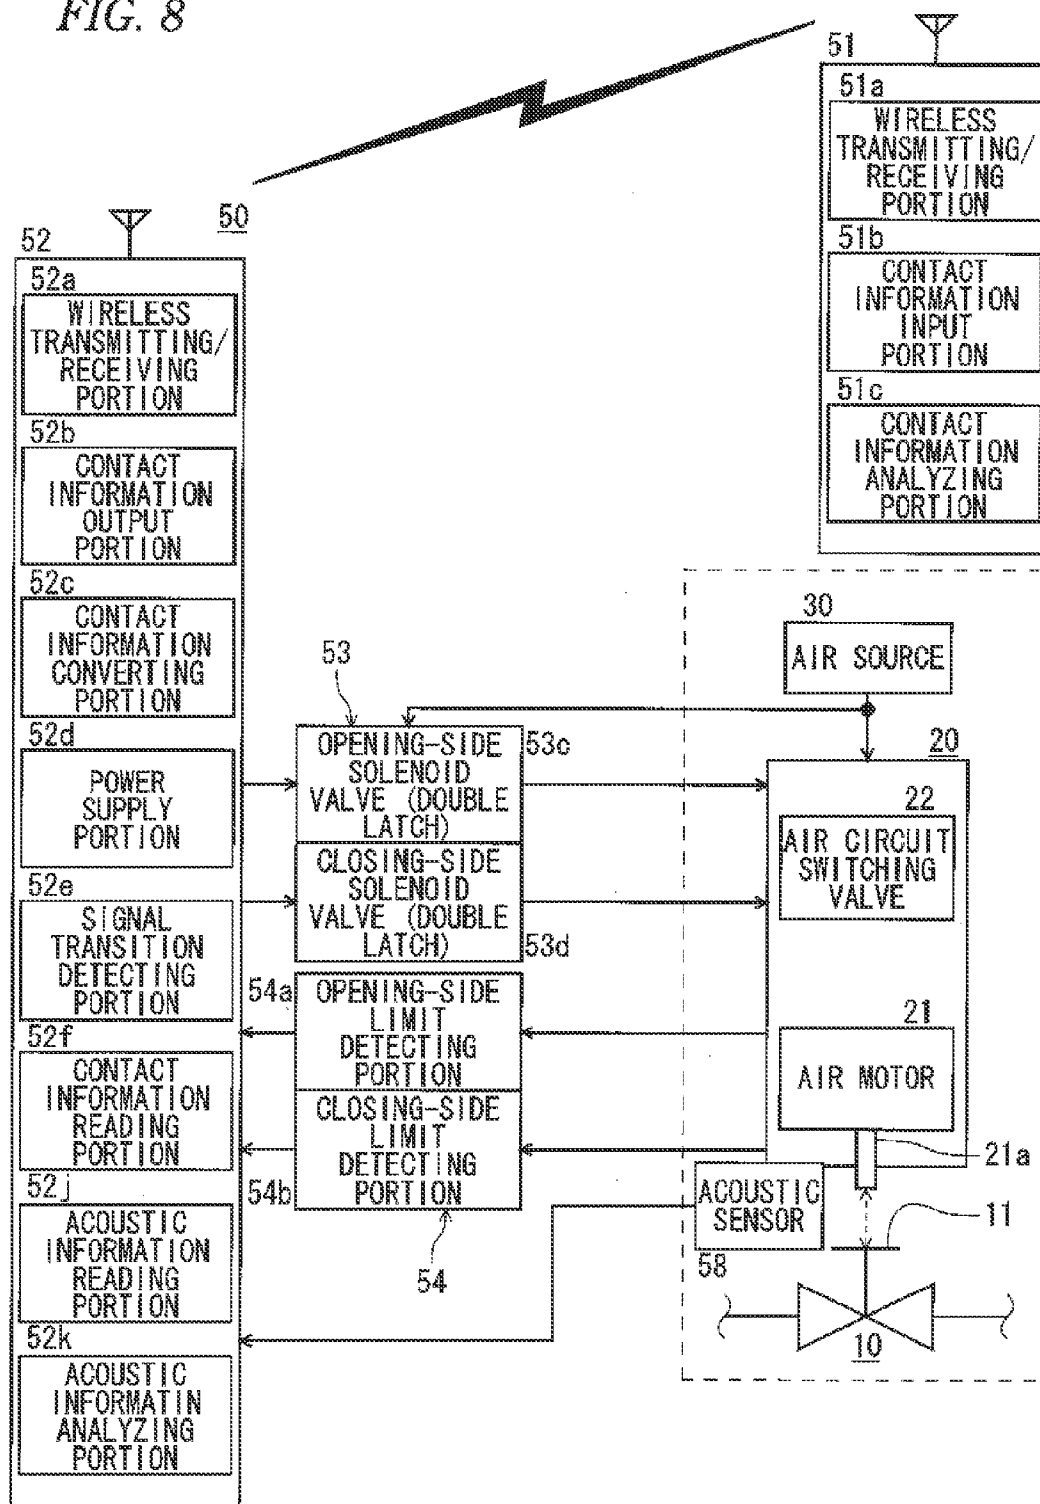 FIG. 8
51
51a
WIRELESS
TRANSMITTING/
RECEIVING
PORTION
51b
CONTACT
INFORMATION
INPUT
PORTION
51c
CONTACT
INFORMATION
ANALYZING
PORTION
50
52
52a
WIRELESS
TRANSMITTING/
RECEIVING
PORTION
52b
CONTACT
INFORMATION
OUTPUT
PORTION
52c
CONTACT
INFORMATION
CONVERTING
PORTION
52d
POWER
SUPPLY
PORTION
52e
SIGNAL
TRANSITION
DETECTING
PORTION
52f
CONTACT
INFORMATION
READING
PORTION
52j
ACOUSTIC
INFORMATION
READING
PORTION
52k
ACOUSTIC
INFORMATIN
ANALYZING
PORTION
53
OPENING-SIDE
SOLENOID
VALVE (DOUBLE
LATCH)
53c
CLOSING-SIDE
SOLENOID
VALVE (DOUBLE
LATCH)
53d
54a
OPENING-SIDE
LIMIT
DETECTING
PORTION
CLOSING-SIDE
LIMIT
DETECTING
PORTION
54b
54
30
AIR SOURCE
20
22
AIR CIRCUIT
SWITCHING
VALVE
21
AIR MOTOR
21a
ACOUSTIC
SENSOR
58
11
10